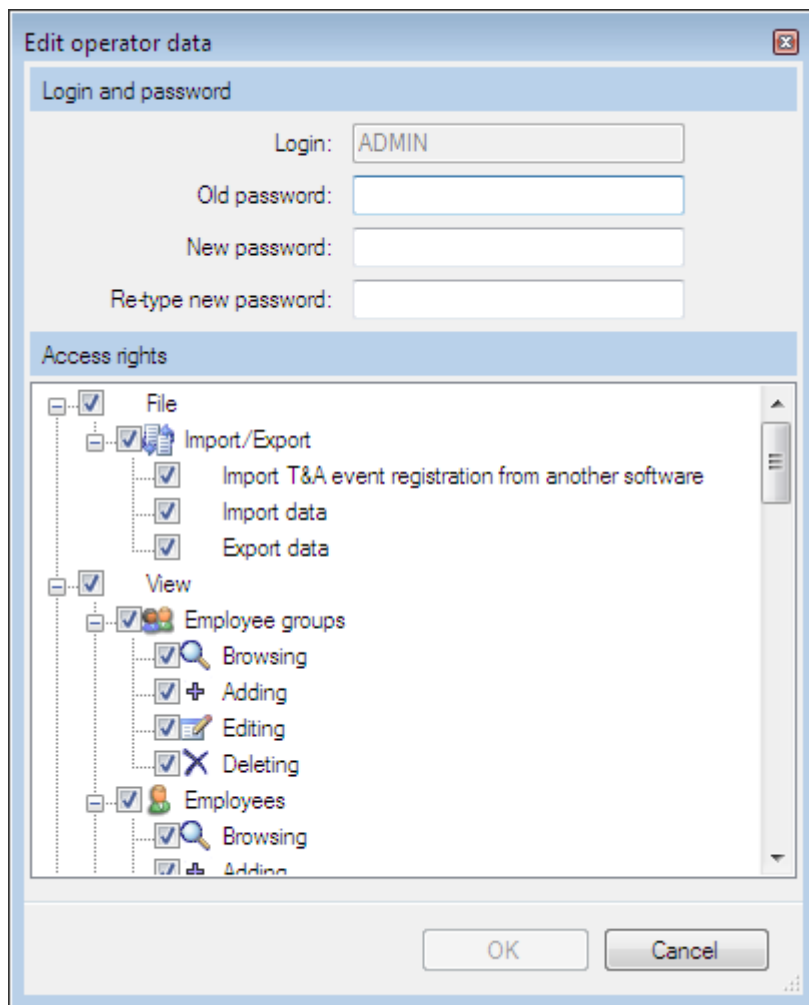 Edit operator data
Login and password
Login: ADMIN
Old password:
New password:
Re-type new password:
Access rights
File
Import/Export
Import T&A event registration from another software
Import data
Export data
View
Employee groups
Browsing
Adding
Editing
Deleting
Employees
Browsing
Adding
OK Cancel